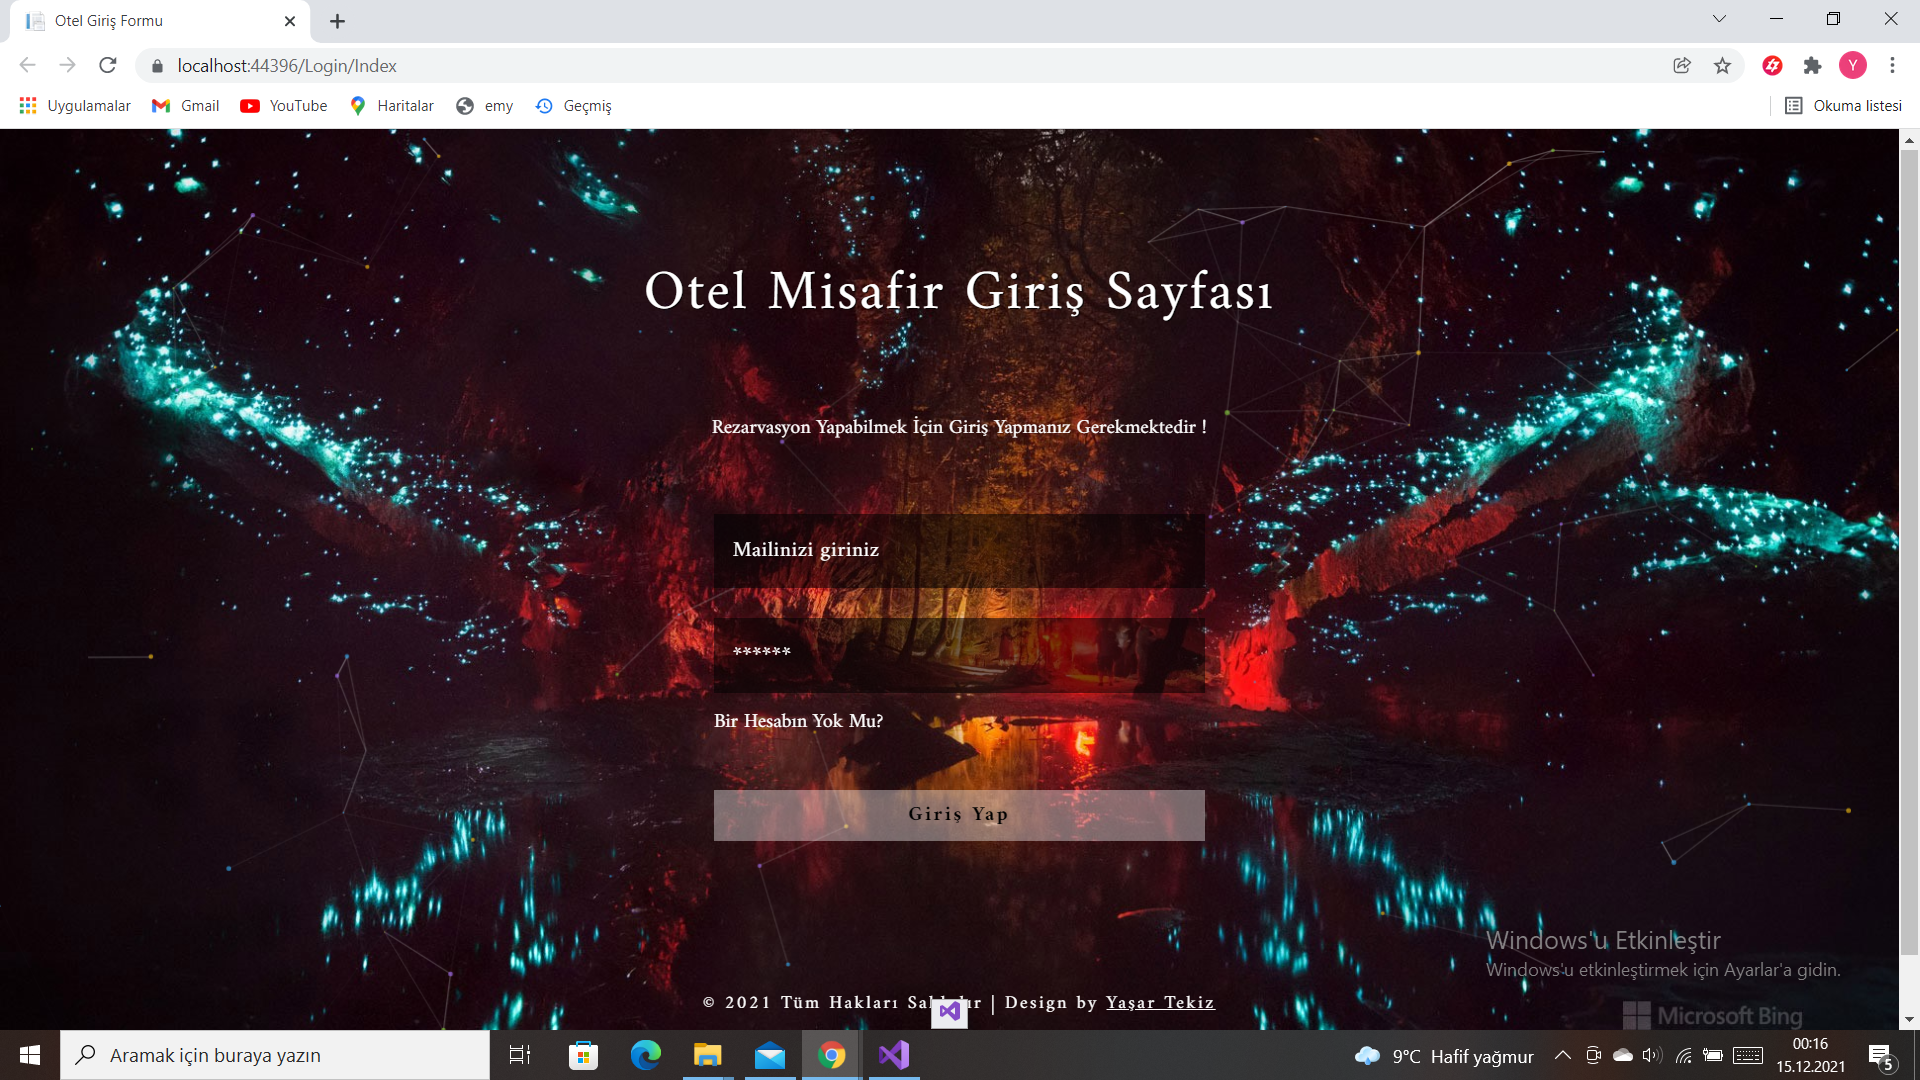 Otel Giriş Formu
localhost:44396/Login/Index
Y
Uygulamalar Gmail YouTube Haritalar emy Geçmiş Okuma listesi
Otel Misafir Giriş Sayfası
Rezarvasyon Yapabilmek İçin Giriş Yapmanız Gerekmektedir !
Mailinizi giriniz
******
Bir Hesabın Yok Mu?
Giriş Yap
Windows'u Etkinleştir
Windows'u etkinleştirmek için Ayarlar'a gidin.
© 2021 Tüm Hakları | Design by Yaşar Tekiz
Microsoft Bing
Aramak için buraya yazın
9°C Hafif yağmur
00:16
15.12.2021
5